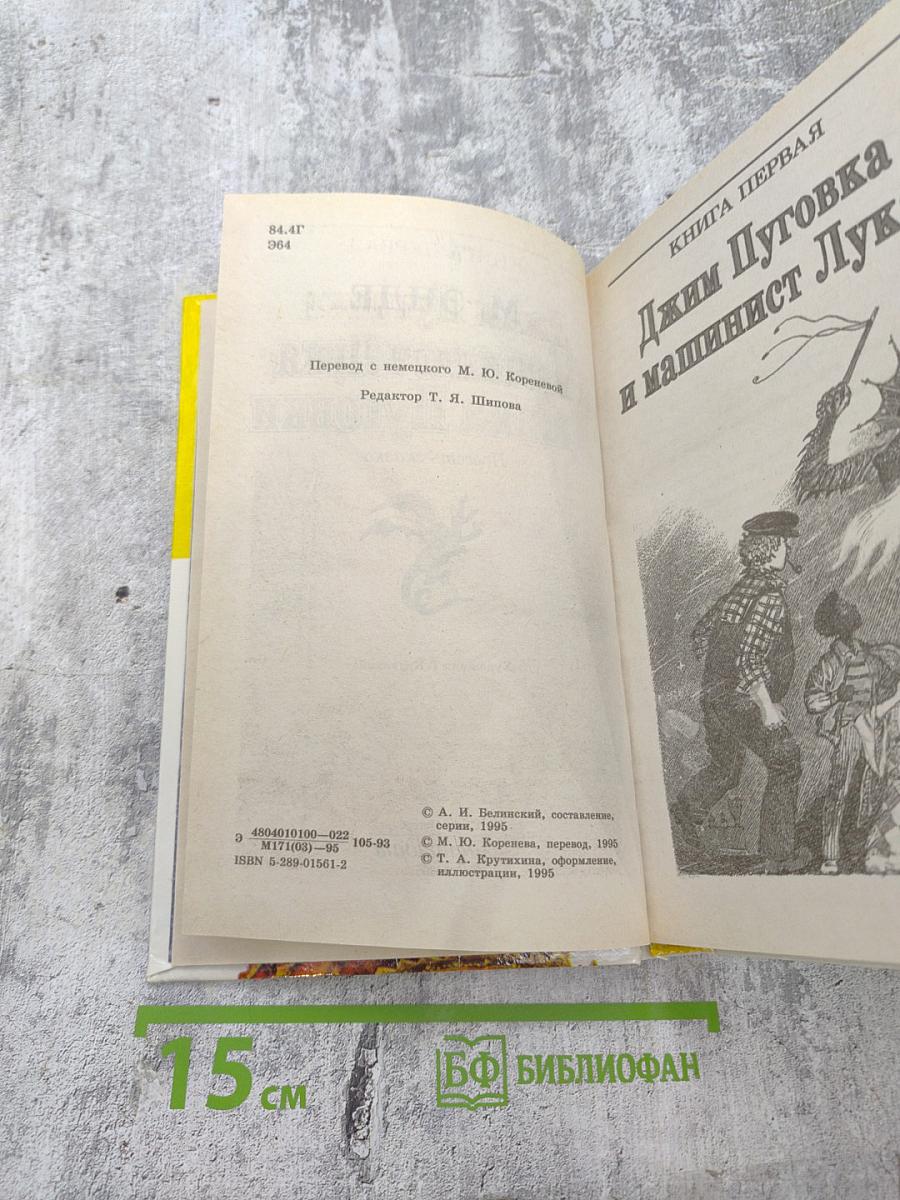 84.4Г
Э64
Перевод с немецкого М. Ю. Кореневой
Редактор Т. Я. Шипова
Э 4804010100—022 105-93
М171(03)—95
ISBN 5-289-01561-2
© А. И. Белинский, составление,
серии, 1995
© М. Ю. Коренева, перевод, 1995
© Т. А. Крутихина, оформление,
иллюстрации, 1995
КНИГА ПЕРВАЯ
Джим Пуговка
и машинист Лук
15 см
БФ БИБЛИОФАН